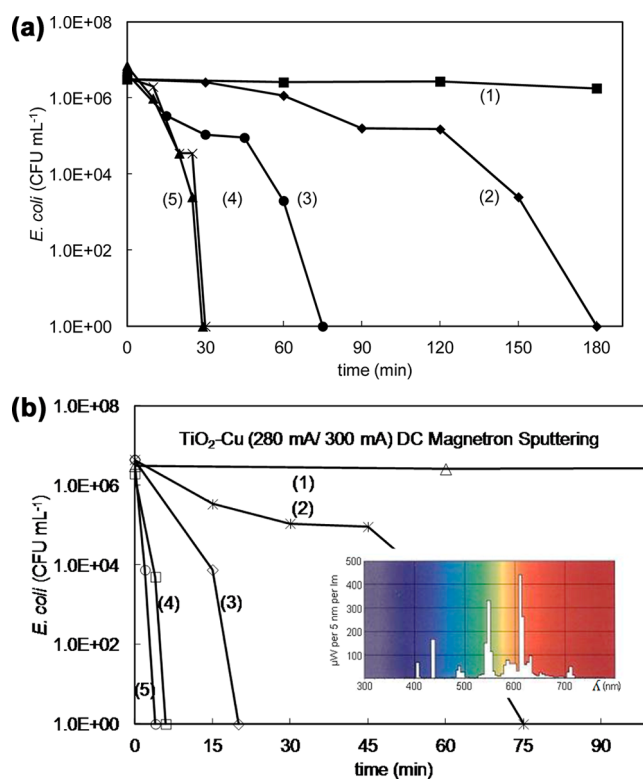 (a)
1.0E+08
1.0E+06
1.0E+04
1.0E+02
1.0E+00
E. coli (CFU mL⁻¹)
(1)
(2)
(3)
(4)
(5)
0 30 60 90 120 150 180
time (min)
(b)
1.0E+08
1.0E+06
1.0E+04
1.0E+02
1.0E+00
E. coli (CFU mL⁻¹)
TiO₂-Cu (280 mA/ 300 mA) DC Magnetron Sputtering
(1)
(2)
(3)
(4)
(5)
500
400
300
200
100
µW per 5 nm per lm
300 400 500 600 700 Λ (nm)
0 15 30 45 60 75 90
time (min)